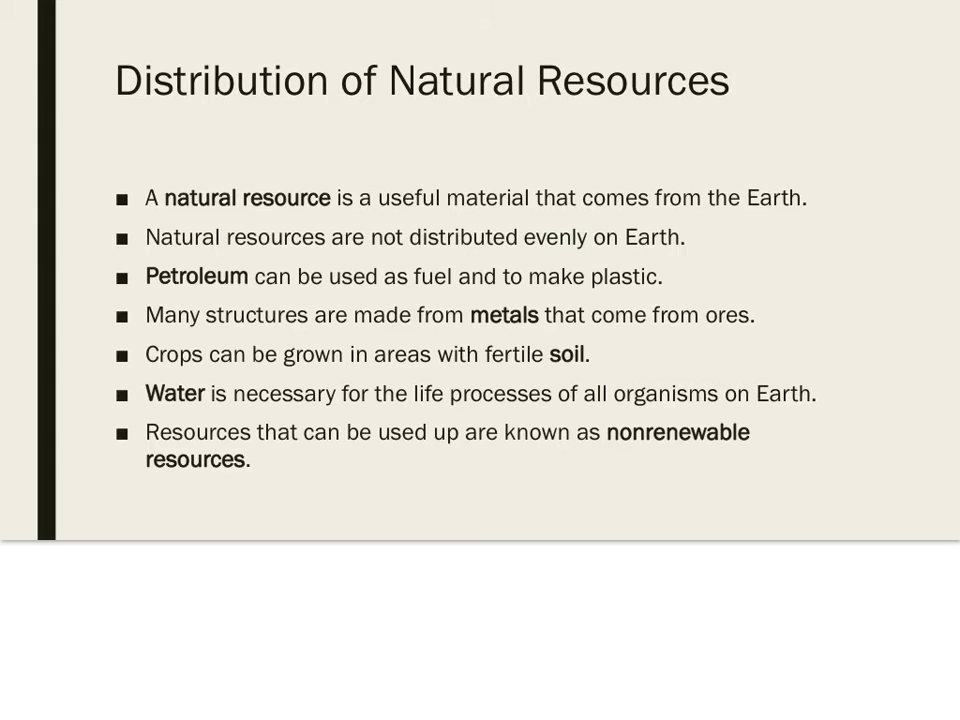 Distribution of Natural Resources
■ A natural resource is a useful material that comes from the Earth.
■ Natural resources are not distributed evenly on Earth.
■ Petroleum can be used as fuel and to make plastic.
■ Many structures are made from metals that come from ores.
■ Crops can be grown in areas with fertile soil.
■ Water is necessary for the life processes of all organisms on Earth.
■ Resources that can be used up are known as nonrenewable
resources.